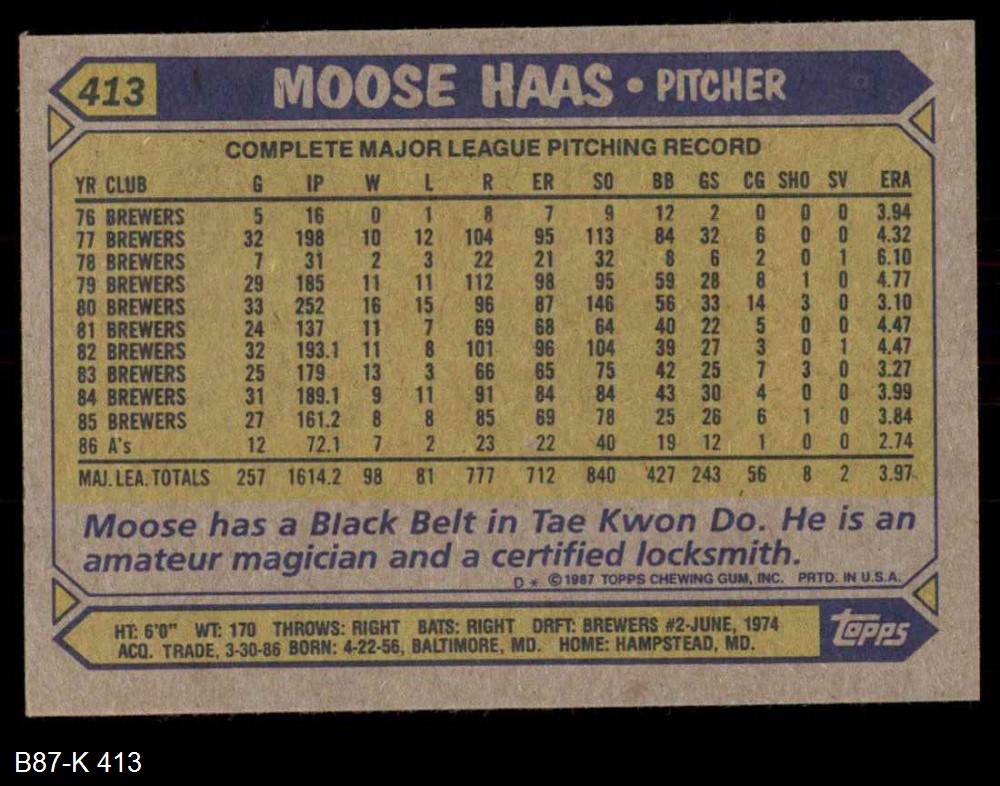 413 MOOSE HAAS • PITCHER
COMPLETE MAJOR LEAGUE PITCHING RECORD
YR CLUB G IP W L R ER SO BB GS CG SHO SV ERA
76 BREWERS 5 16 0 1 8 7 9 12 2 0 0 0 3.94
77 BREWERS 32 198 10 12 104 95 113 84 32 6 0 0 4.32
78 BREWERS 7 31 2 3 22 21 32 8 6 2 0 1 6.10
79 BREWERS 29 185 11 11 112 98 95 59 28 8 1 0 4.77
80 BREWERS 33 252 16 15 96 87 146 56 33 14 3 0 3.10
81 BREWERS 24 137 11 7 69 68 64 40 22 5 0 0 4.47
82 BREWERS 32 193.1 11 8 101 96 104 39 27 3 0 1 4.47
83 BREWERS 25 179 13 3 66 65 75 42 25 7 3 0 3.27
84 BREWERS 31 189.1 9 11 91 84 84 43 30 4 0 0 3.99
85 BREWERS 27 161.2 8 8 85 69 78 25 26 6 1 0 3.84
86 A's 12 72.1 7 2 23 22 40 19 12 1 0 0 2.74
MAJ. LEA. TOTALS 257 1614.2 98 81 777 712 840 427 243 56 8 2 3.97
Moose has a Black Belt in Tae Kwon Do. He is an
amateur magician and a certified locksmith.
D* ©1987 TOPPS CHEWING GUM, INC. PRTD. IN U.S.A.
HT: 6'0" WT: 170 THROWS: RIGHT BATS: RIGHT DRFT: BREWERS #2-JUNE, 1974
ACQ. TRADE, 3-30-86 BORN: 4-22-56, BALTIMORE, MD. HOME: HAMPSTEAD, MD.
topps
B87-K 413